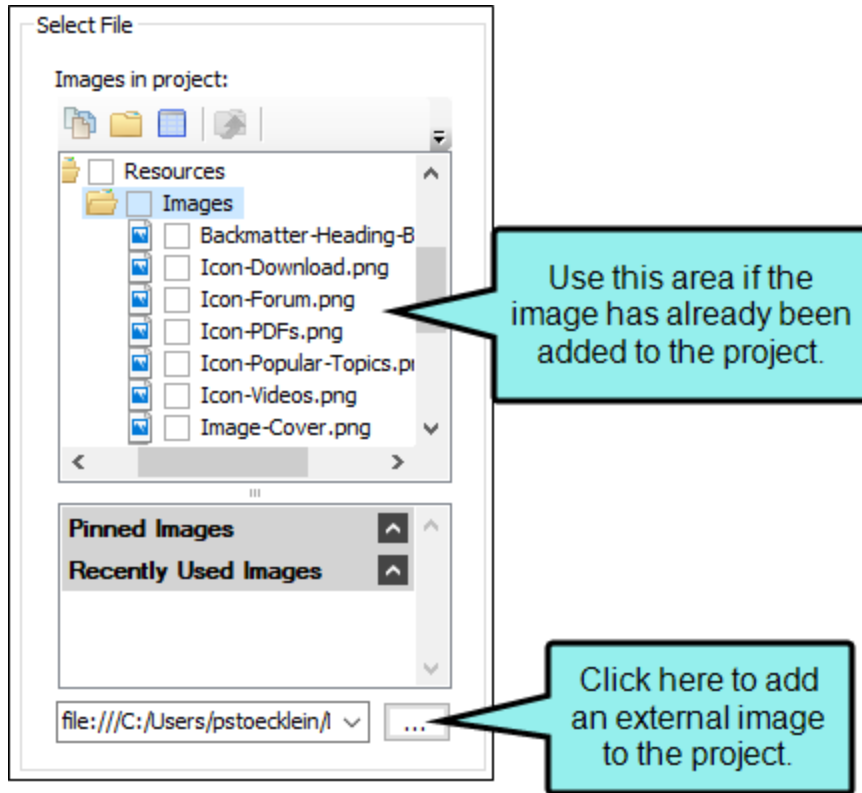 Select File
Images in project:
Resources
Images
Backmatter-Heading-B
Icon-Download.png
Icon-Forum.png
Icon-PDFs.png
Icon-Popular-Topics.p
Icon-Videos.png
Image-Cover.png
Use this area if the
image has already been
added to the project.
Pinned Images
Recently Used Images
file:///C:/Users/pstoecklein/
...
Click here to add
an external image
to the project.